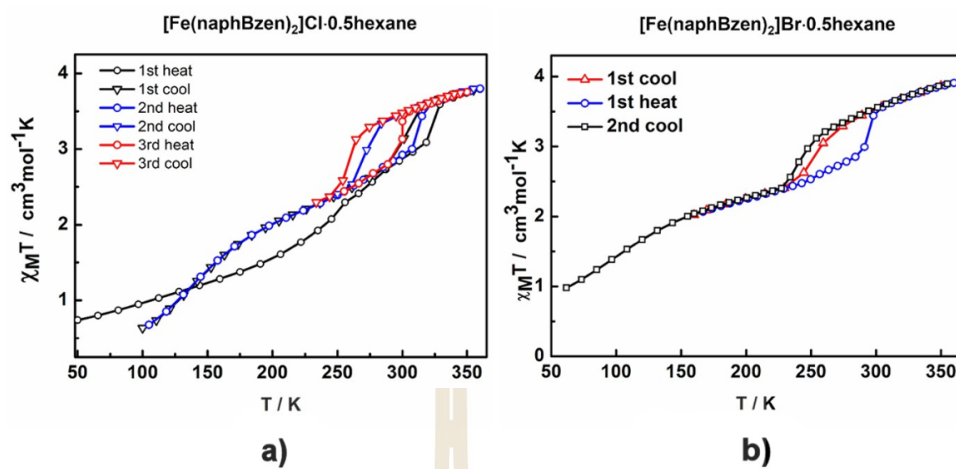 [Fe(naphBzen)₂]Cl·0.5hexane
1st heat
1st cool
2nd heat
2nd cool
3rd heat
3rd cool
χMT / cm³mol⁻¹K
4
3
2
1
50 100 150 200 250 300 350
T / K
a)
[Fe(naphBzen)₂]Br·0.5hexane
1st cool
1st heat
2nd cool
χMT / cm³mol⁻¹K
4
3
2
1
0
50 100 150 200 250 300 350
T / K
b)